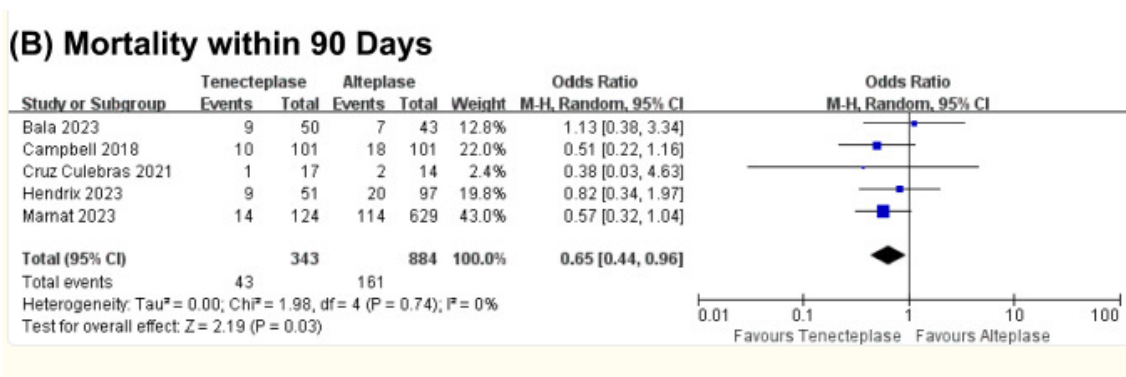 (B) Mortality within 90 Days
Tenecteplase Alteplase Odds Ratio Odds Ratio
Study or Subgroup Events Total Events Total Weight M-H, Random, 95% CI M-H, Random, 95% CI
Bala 2023 9 50 7 43 12.8% 1.13 [0.38, 3.34]
Campbell 2018 10 101 18 101 22.0% 0.51 [0.22, 1.16]
Cruz Culebras 2021 1 17 2 14 2.4% 0.38 [0.03, 4.63]
Hendrix 2023 9 51 20 97 19.8% 0.82 [0.34, 1.97]
Mamat 2023 14 124 114 629 43.0% 0.57 [0.32, 1.04]
Total (95% CI) 343 884 100.0% 0.65 [0.44, 0.96]
Total events 43 161
Heterogeneity: Tau² = 0.00; Chi² = 1.98, df = 4 (P = 0.74); I² = 0%
Test for overall effect: Z = 2.19 (P = 0.03)
0.01 0.1 1 10 100
Favours Tenecteplase Favours Alteplase